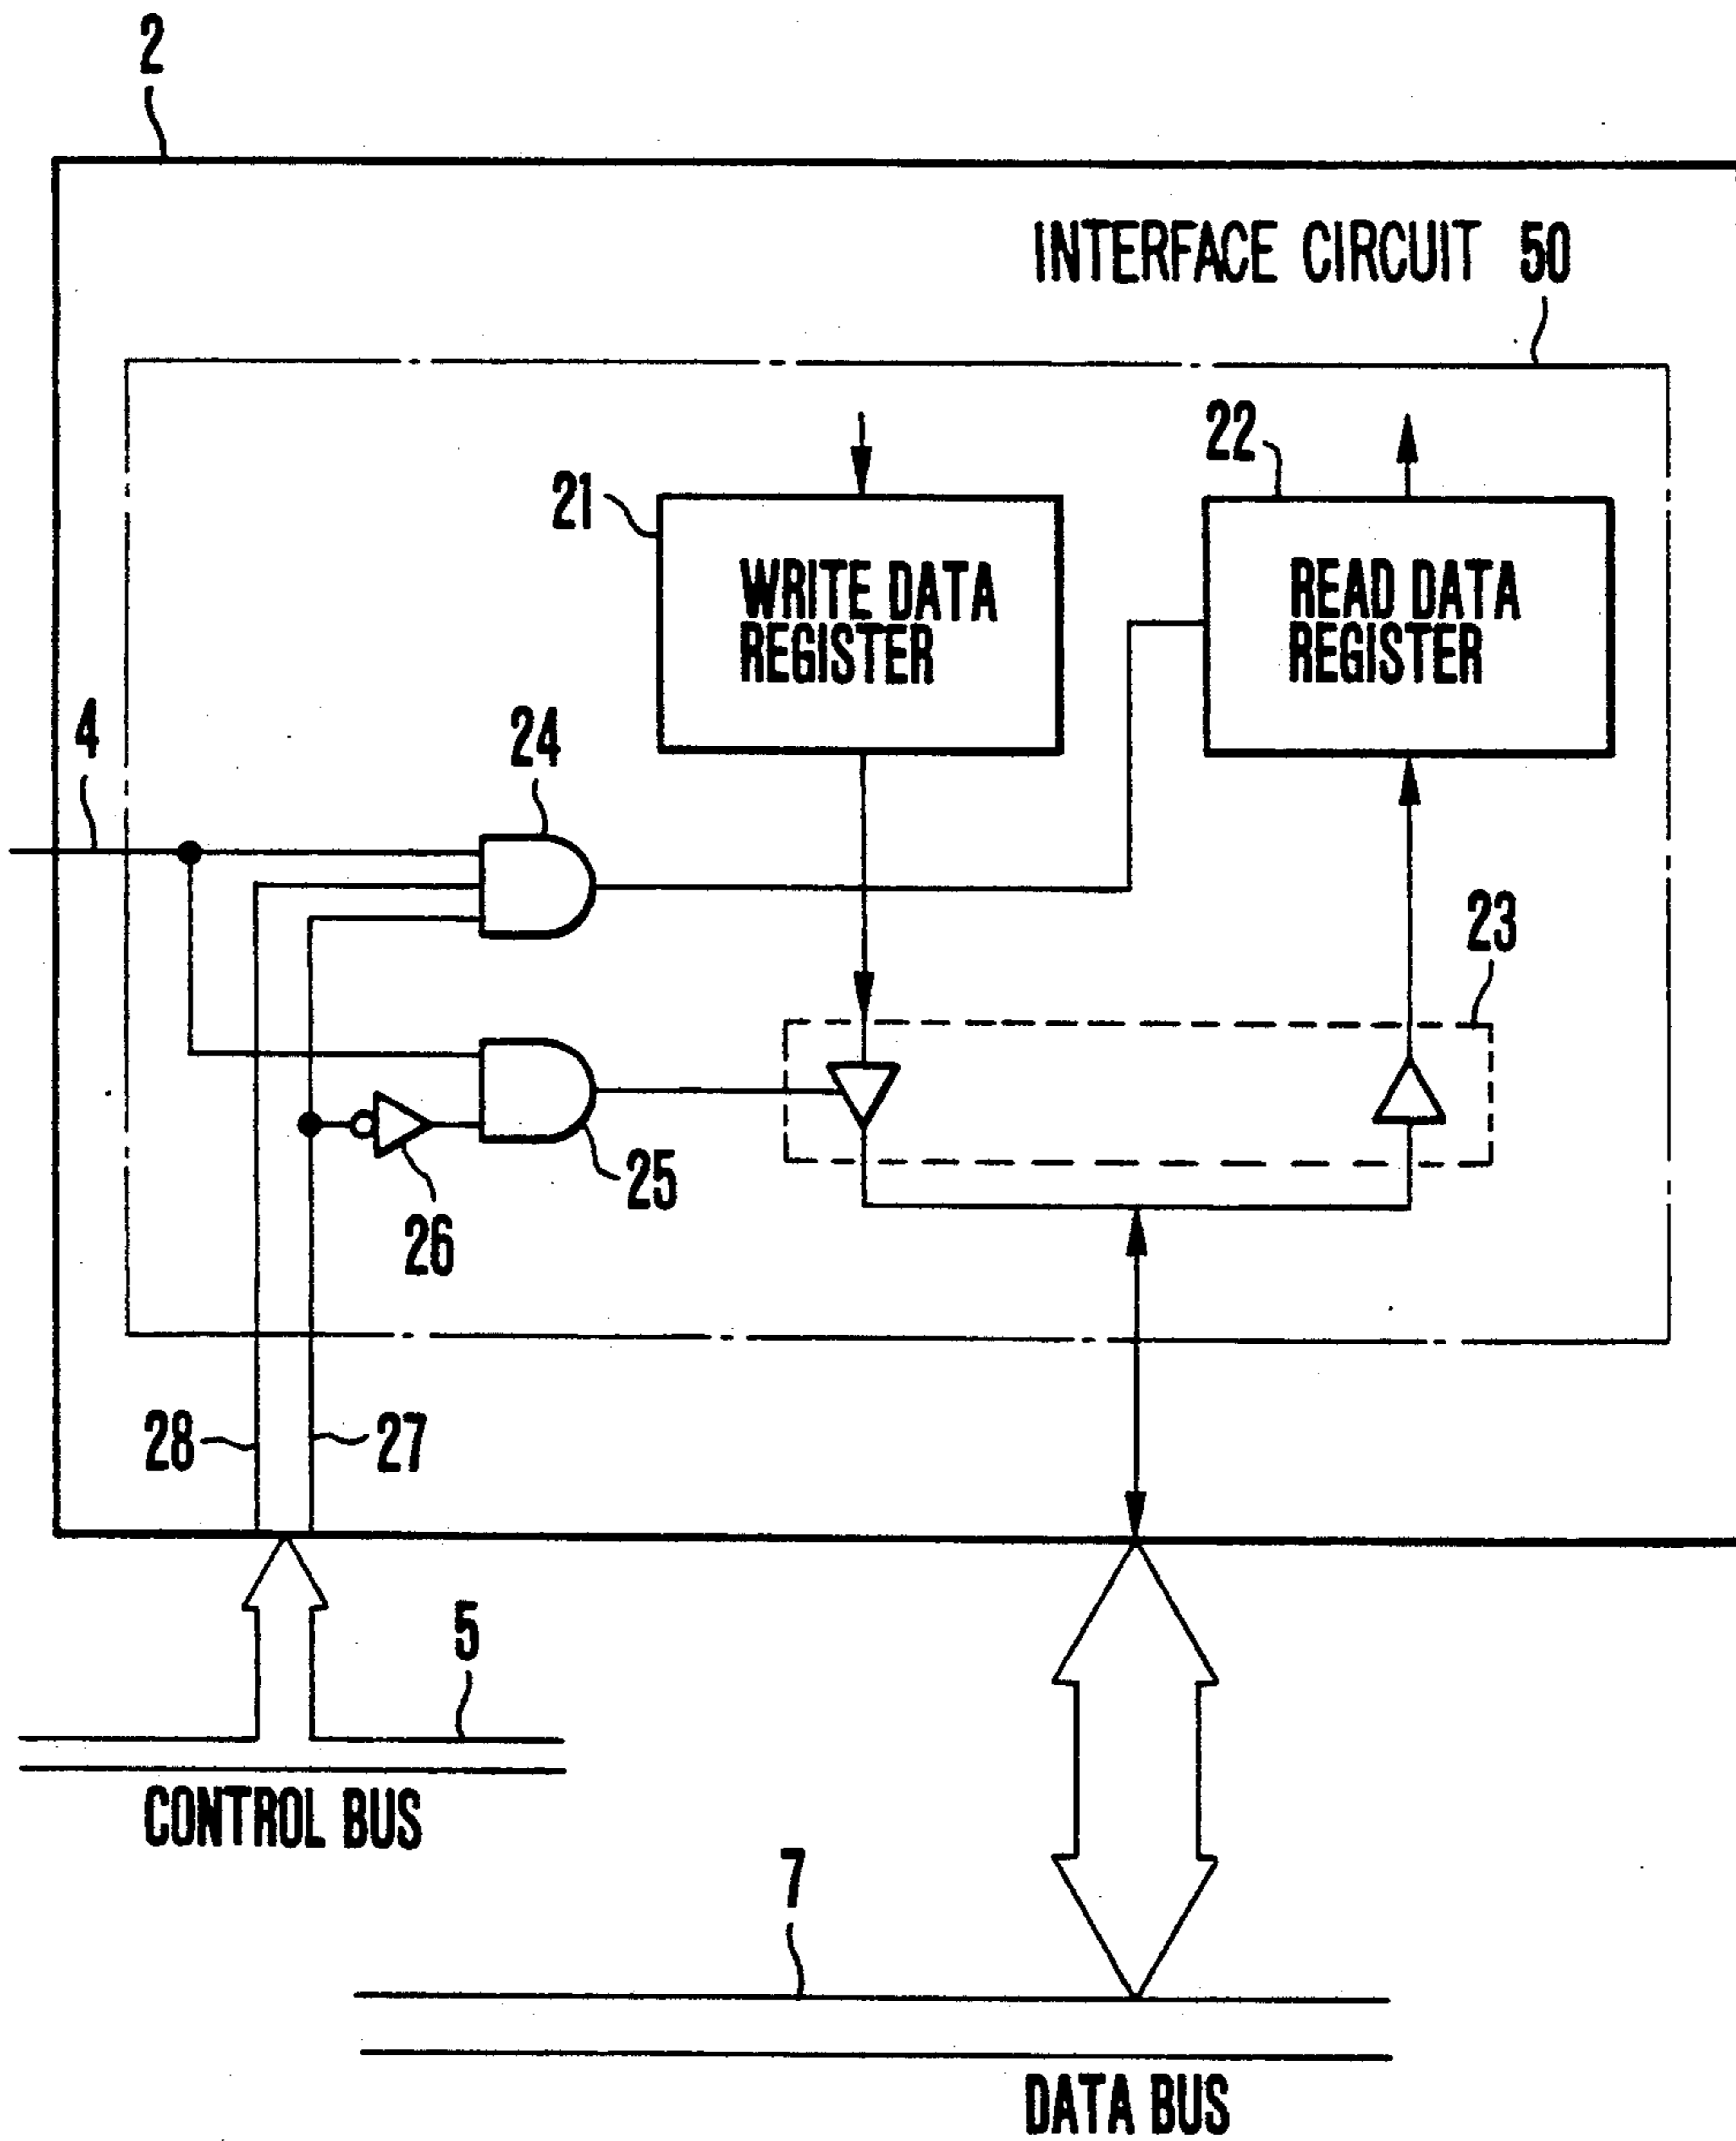 2
INTERFACE CIRCUIT 50
22
21
WRITE DATA
REGISTER
READ DATA
REGISTER
4
24
23
25
26
28
27
5
CONTROL BUS
7
DATA BUS